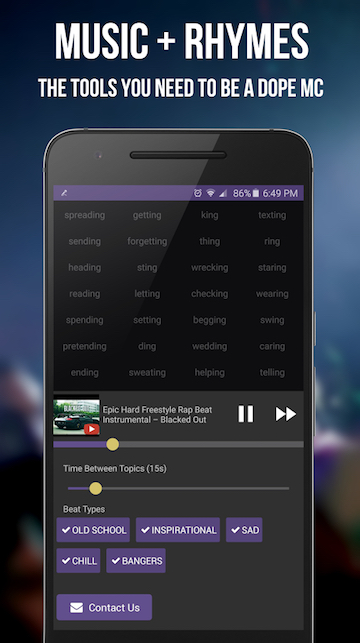 MUSIC + RHYMES
THE TOOLS YOU NEED TO BE A DOPE MC
86% 6:49 PM
spreading getting king texting
sending forgetting thing ring
heading sting wrecking staring
reading letting checking wearing
spending setting begging swing
pretending ding wedding caring
ending sweating helping telling
Epic Hard Freestyle Rap Beat
Instrumental – Blacked Out
Time Between Topics (15s)
Beat Types
OLD SCHOOL INSPIRATIONAL SAD
CHILL BANGERS
Contact Us